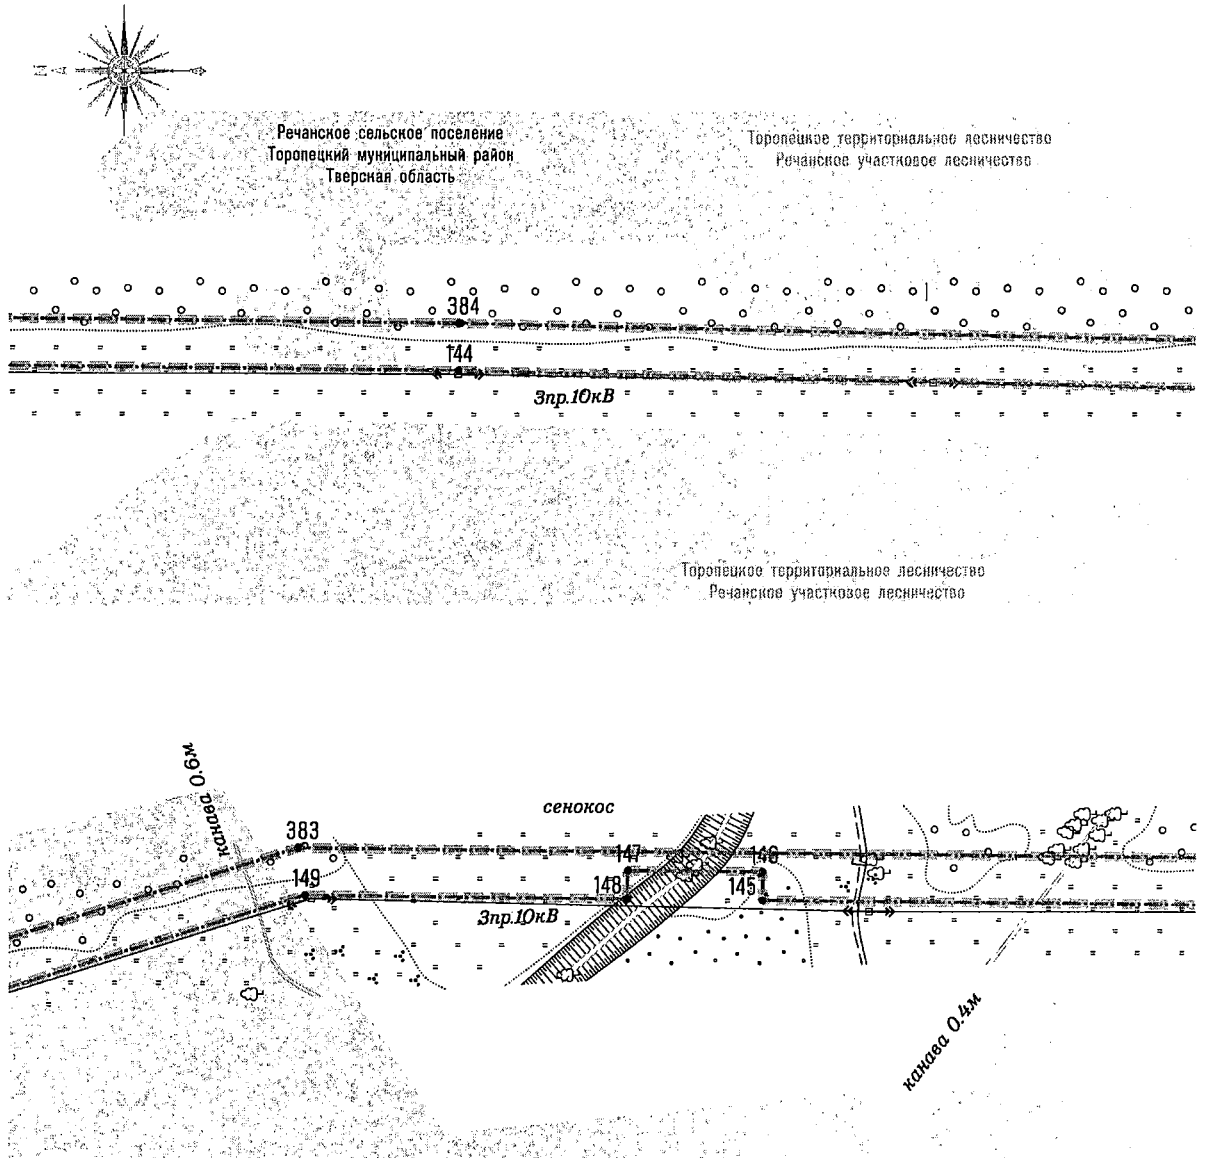 Речанское сельское поселение
Торопецкий муниципальный район
Тверская область
Торопецкое территориальное лесничество
Речанское участковое лесничество
384
144
3пр.10кВ
Торопецкое территориальное лесничество
Речанское участковое лесничество
канава 0.6м
сенокос
383
147
146
149
148
145
3пр.10кВ
канава 0.4м